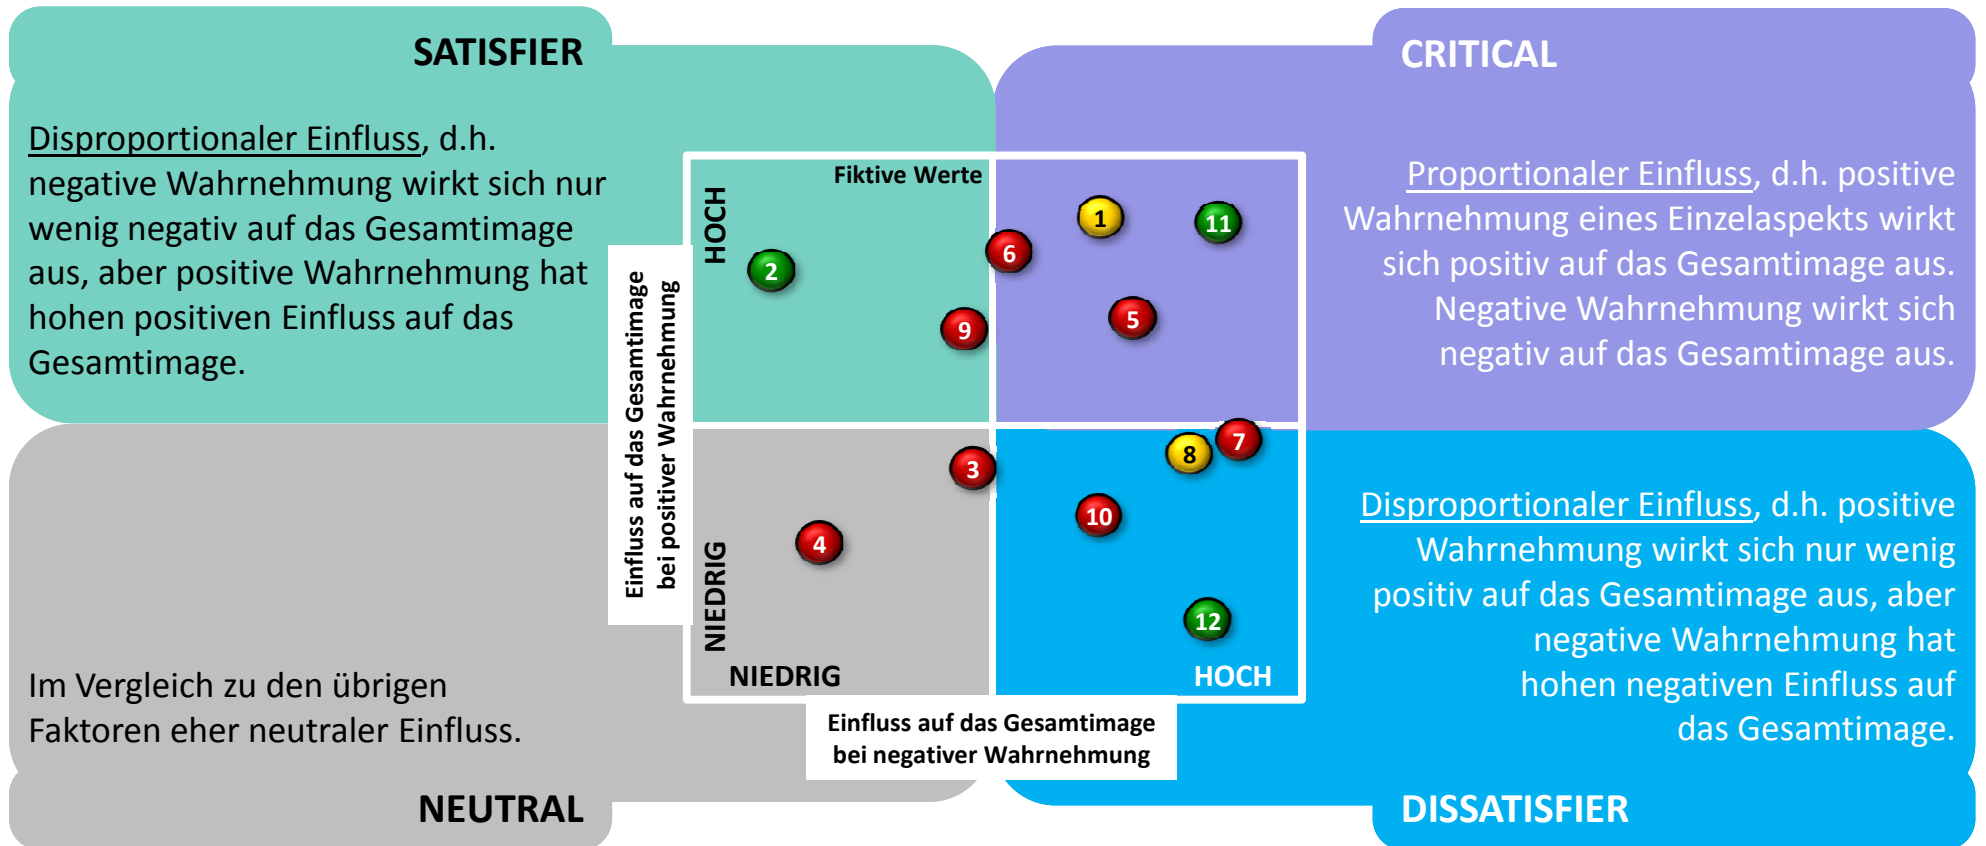 SATISFIER
Disproportionaler Einfluss, d.h.
negative Wahrnehmung wirkt sich nur
wenig negativ auf das Gesamtimage
aus, aber positive Wahrnehmung hat
hohen positiven Einfluss auf das
Gesamtimage.
CRITICAL
Proportionaler Einfluss, d.h. positive
Wahrnehmung eines Einzelaspekts wirkt
sich positiv auf das Gesamtimage aus.
Negative Wahrnehmung wirkt sich
negativ auf das Gesamtimage aus.
Fiktive Werte
HOCH
Einfluss auf das Gesamtimage
bei positiver Wahrnehmung
NIEDRIG
1
11
6
2
5
9
7
8
3
10
4
12
NIEDRIG
HOCH
Einfluss auf das Gesamtimage
bei negativer Wahrnehmung
Im Vergleich zu den übrigen
Faktoren eher neutraler Einfluss.
NEUTRAL
Disproportionaler Einfluss, d.h. positive
Wahrnehmung wirkt sich nur wenig
positiv auf das Gesamtimage aus, aber
negative Wahrnehmung hat
hohen negativen Einfluss auf
das Gesamtimage.
DISSATISFIER